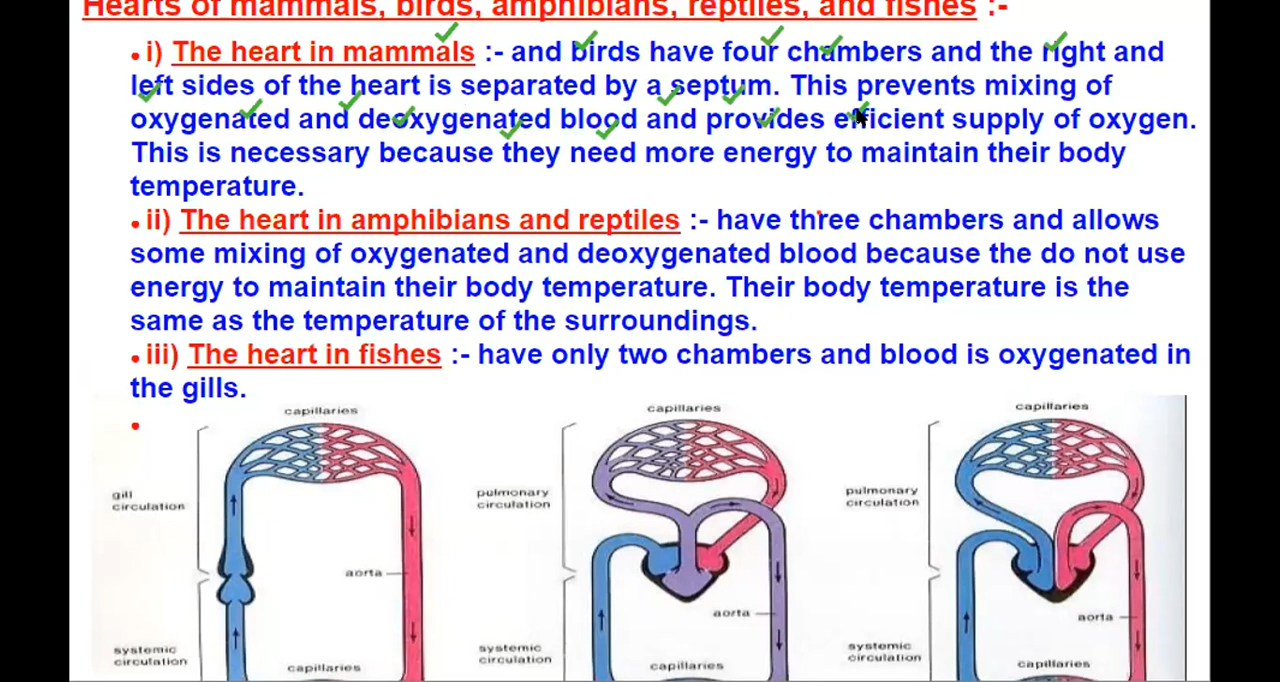 Hearts of mammals, birds, amphibians, reptiles, and fishes :-
• i) The heart in mammals :- and birds have four chambers and the right and
left sides of the heart is separated by a septum. This prevents mixing of
oxygenated and deoxygenated blood and provides efficient supply of oxygen.
This is necessary because they need more energy to maintain their body
temperature.
• ii) The heart in amphibians and reptiles :- have three chambers and allows
some mixing of oxygenated and deoxygenated blood because the do not use
energy to maintain their body temperature. Their body temperature is the
same as the temperature of the surroundings.
• iii) The heart in fishes :- have only two chambers and blood is oxygenated in
the gills.
•
capillaries
gill
circulation
aorta
systemic
circulation
capillaries
capillaries
pulmonary
circulation
aorta
systemic
circulation
capillaries
capillaries
pulmonary
circulation
aorta
systemic
circulation
capillaries